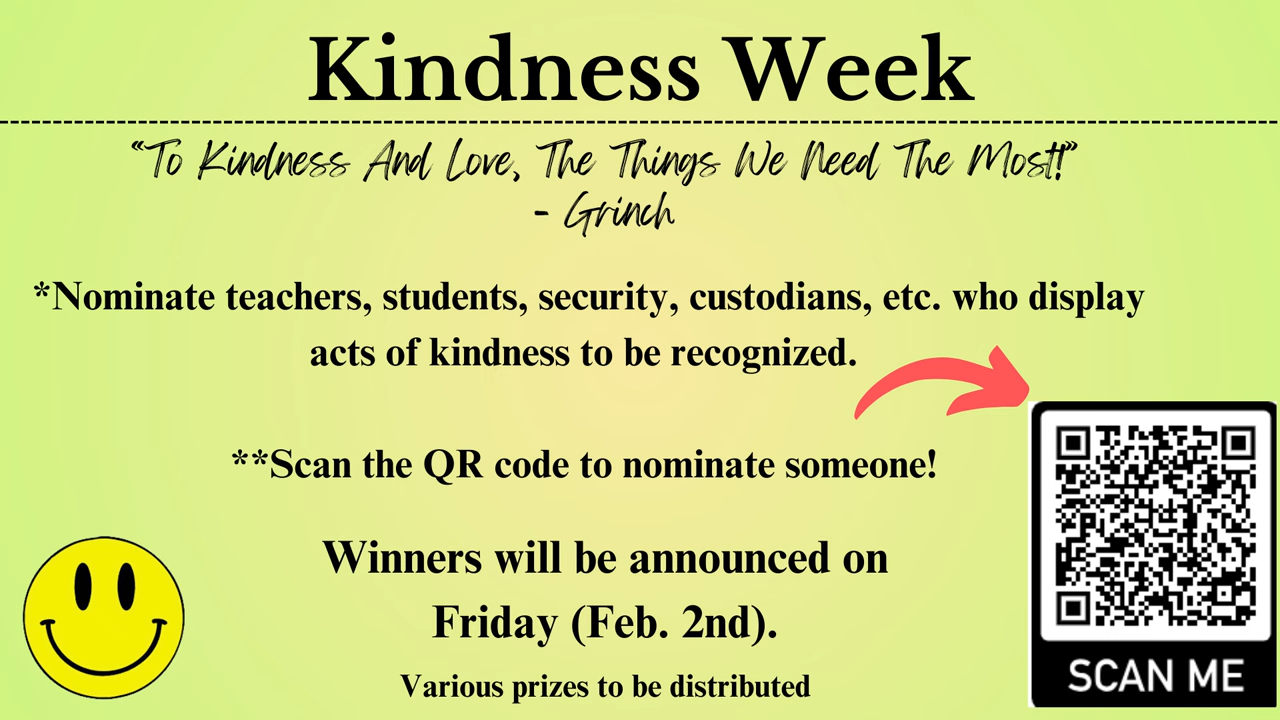 Kindness Week
“To Kindness And Love, The Things We Need The Most!”
- Grinch
*Nominate teachers, students, security, custodians, etc. who display
acts of kindness to be recognized.
**Scan the QR code to nominate someone!
Winners will be announced on
Friday (Feb. 2nd).
Various prizes to be distributed
SCAN ME